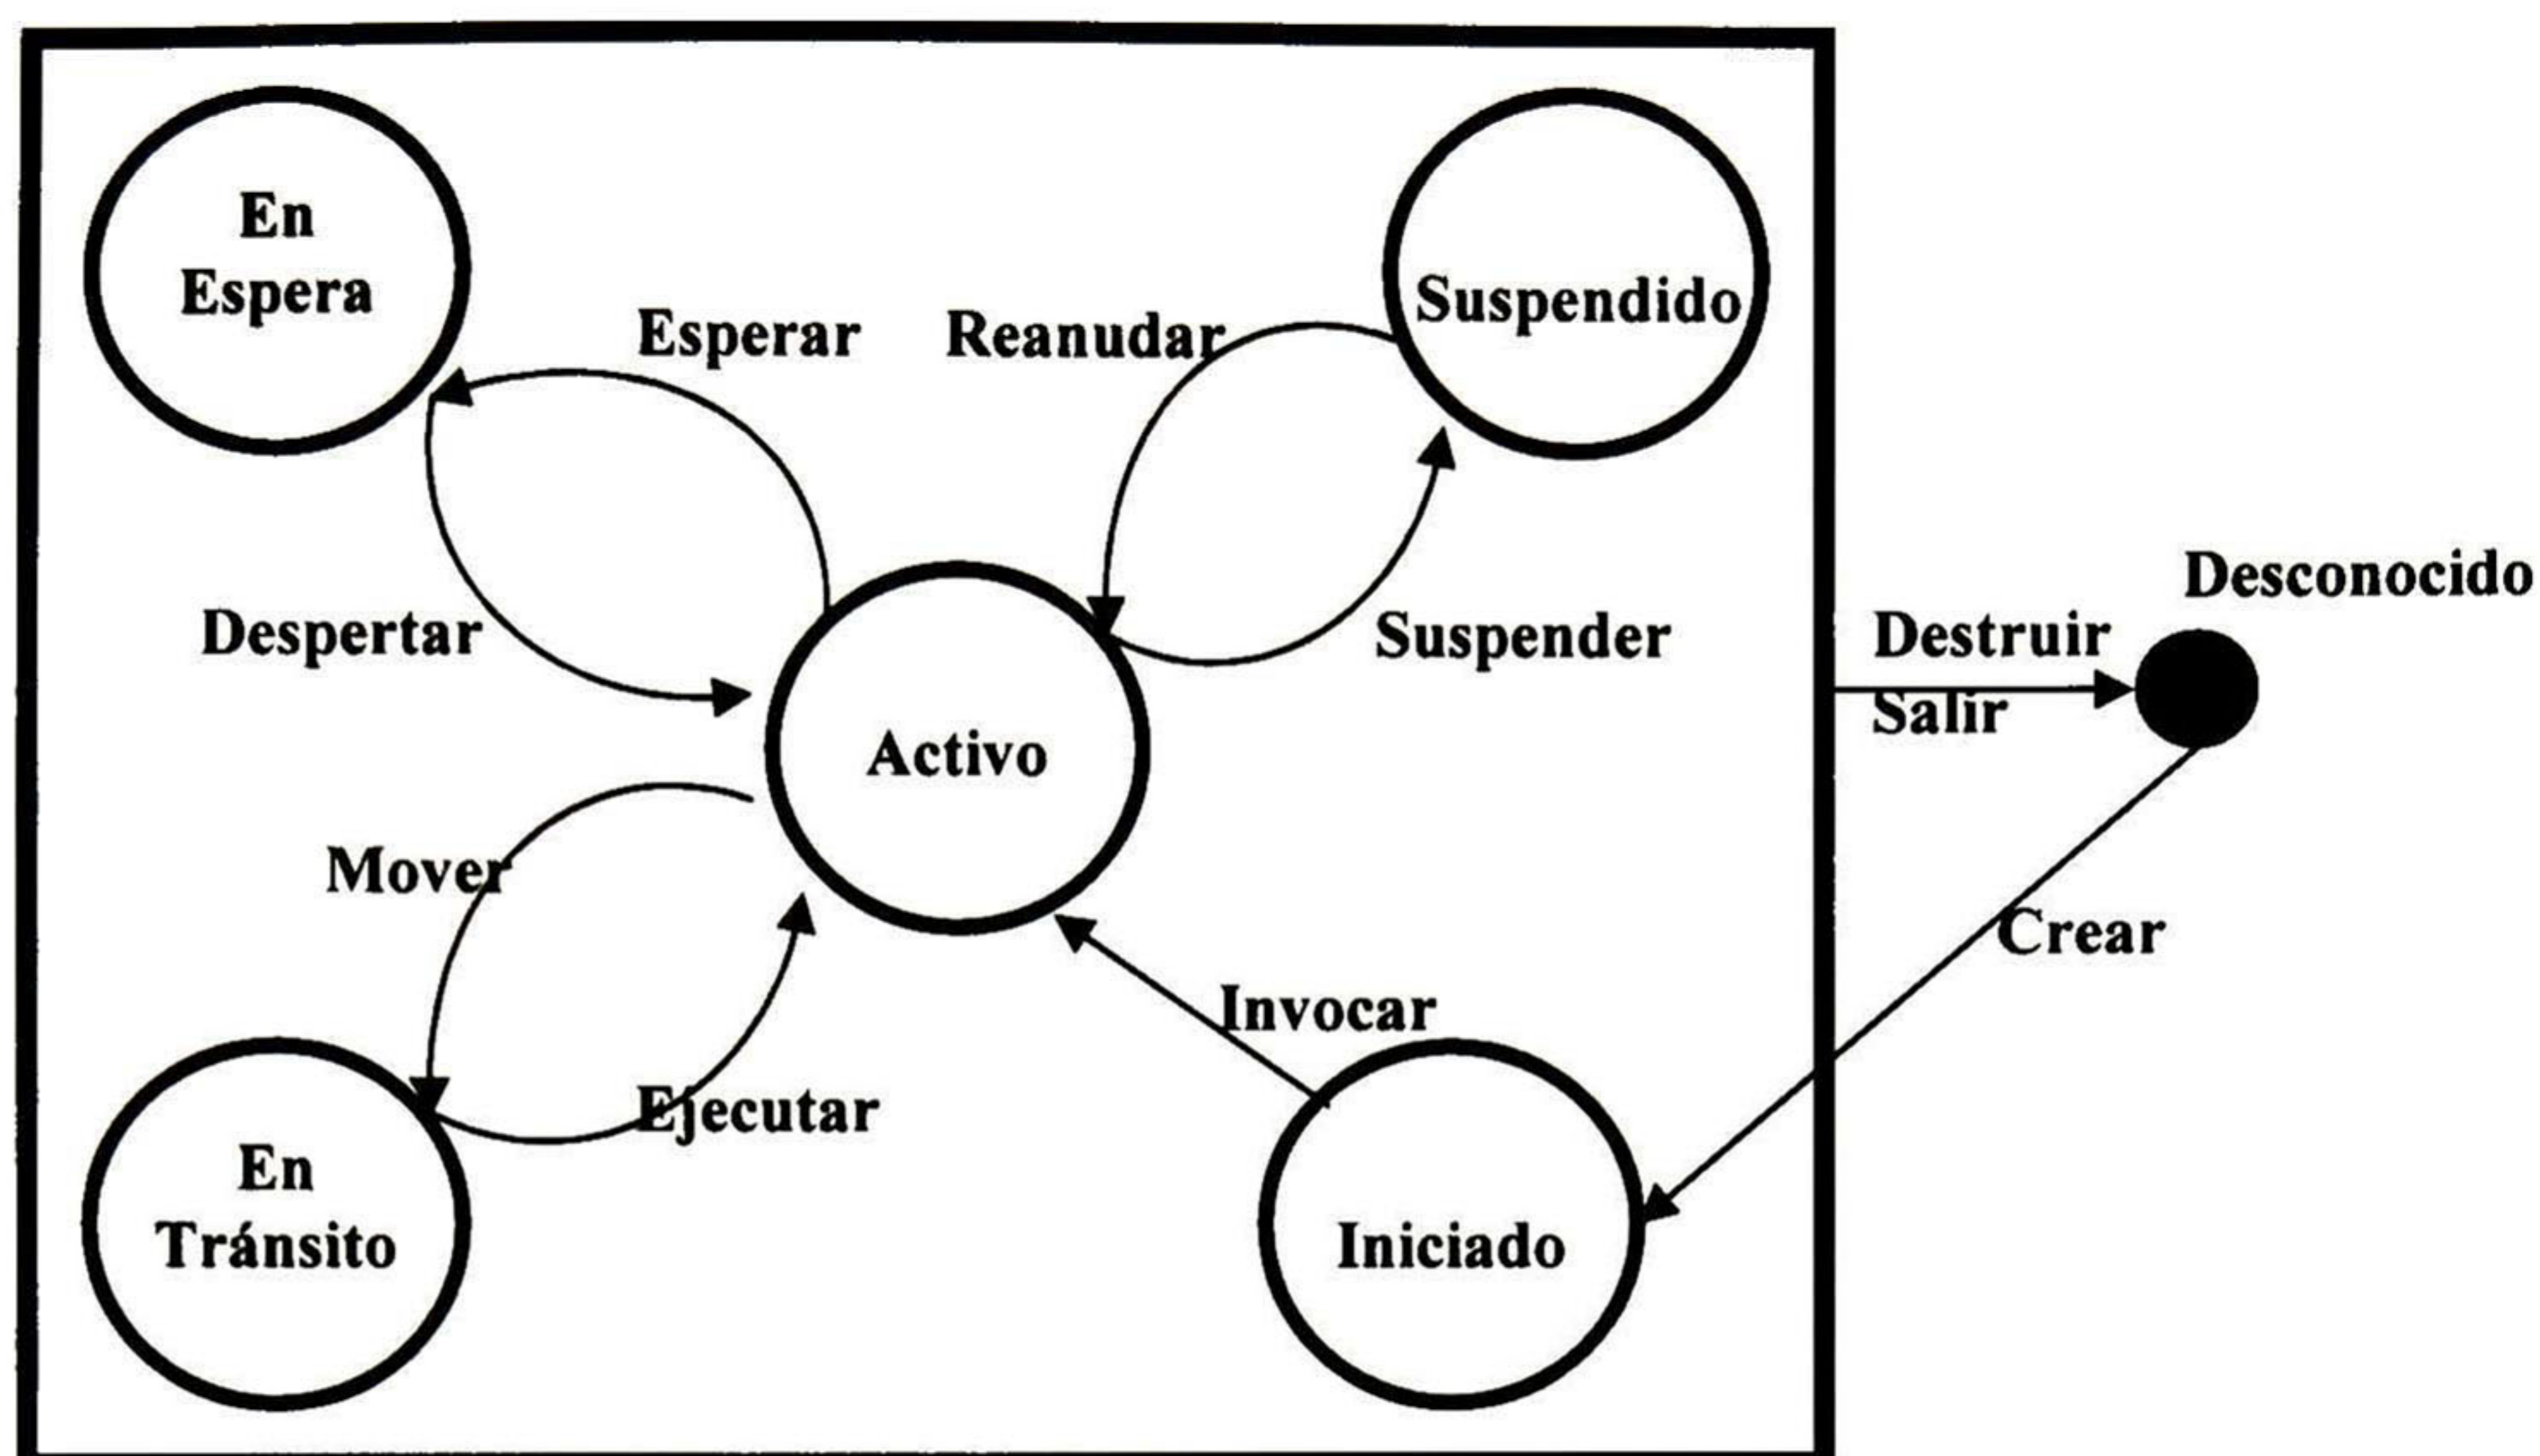 En
Espera
Suspendido
Esperar
Reanudar
Despertar
Suspender
Desconocido
Destruir
Salir
Activo
Mover
Crear
Invocar
Ejecutar
En
Tránsito
Iniciado